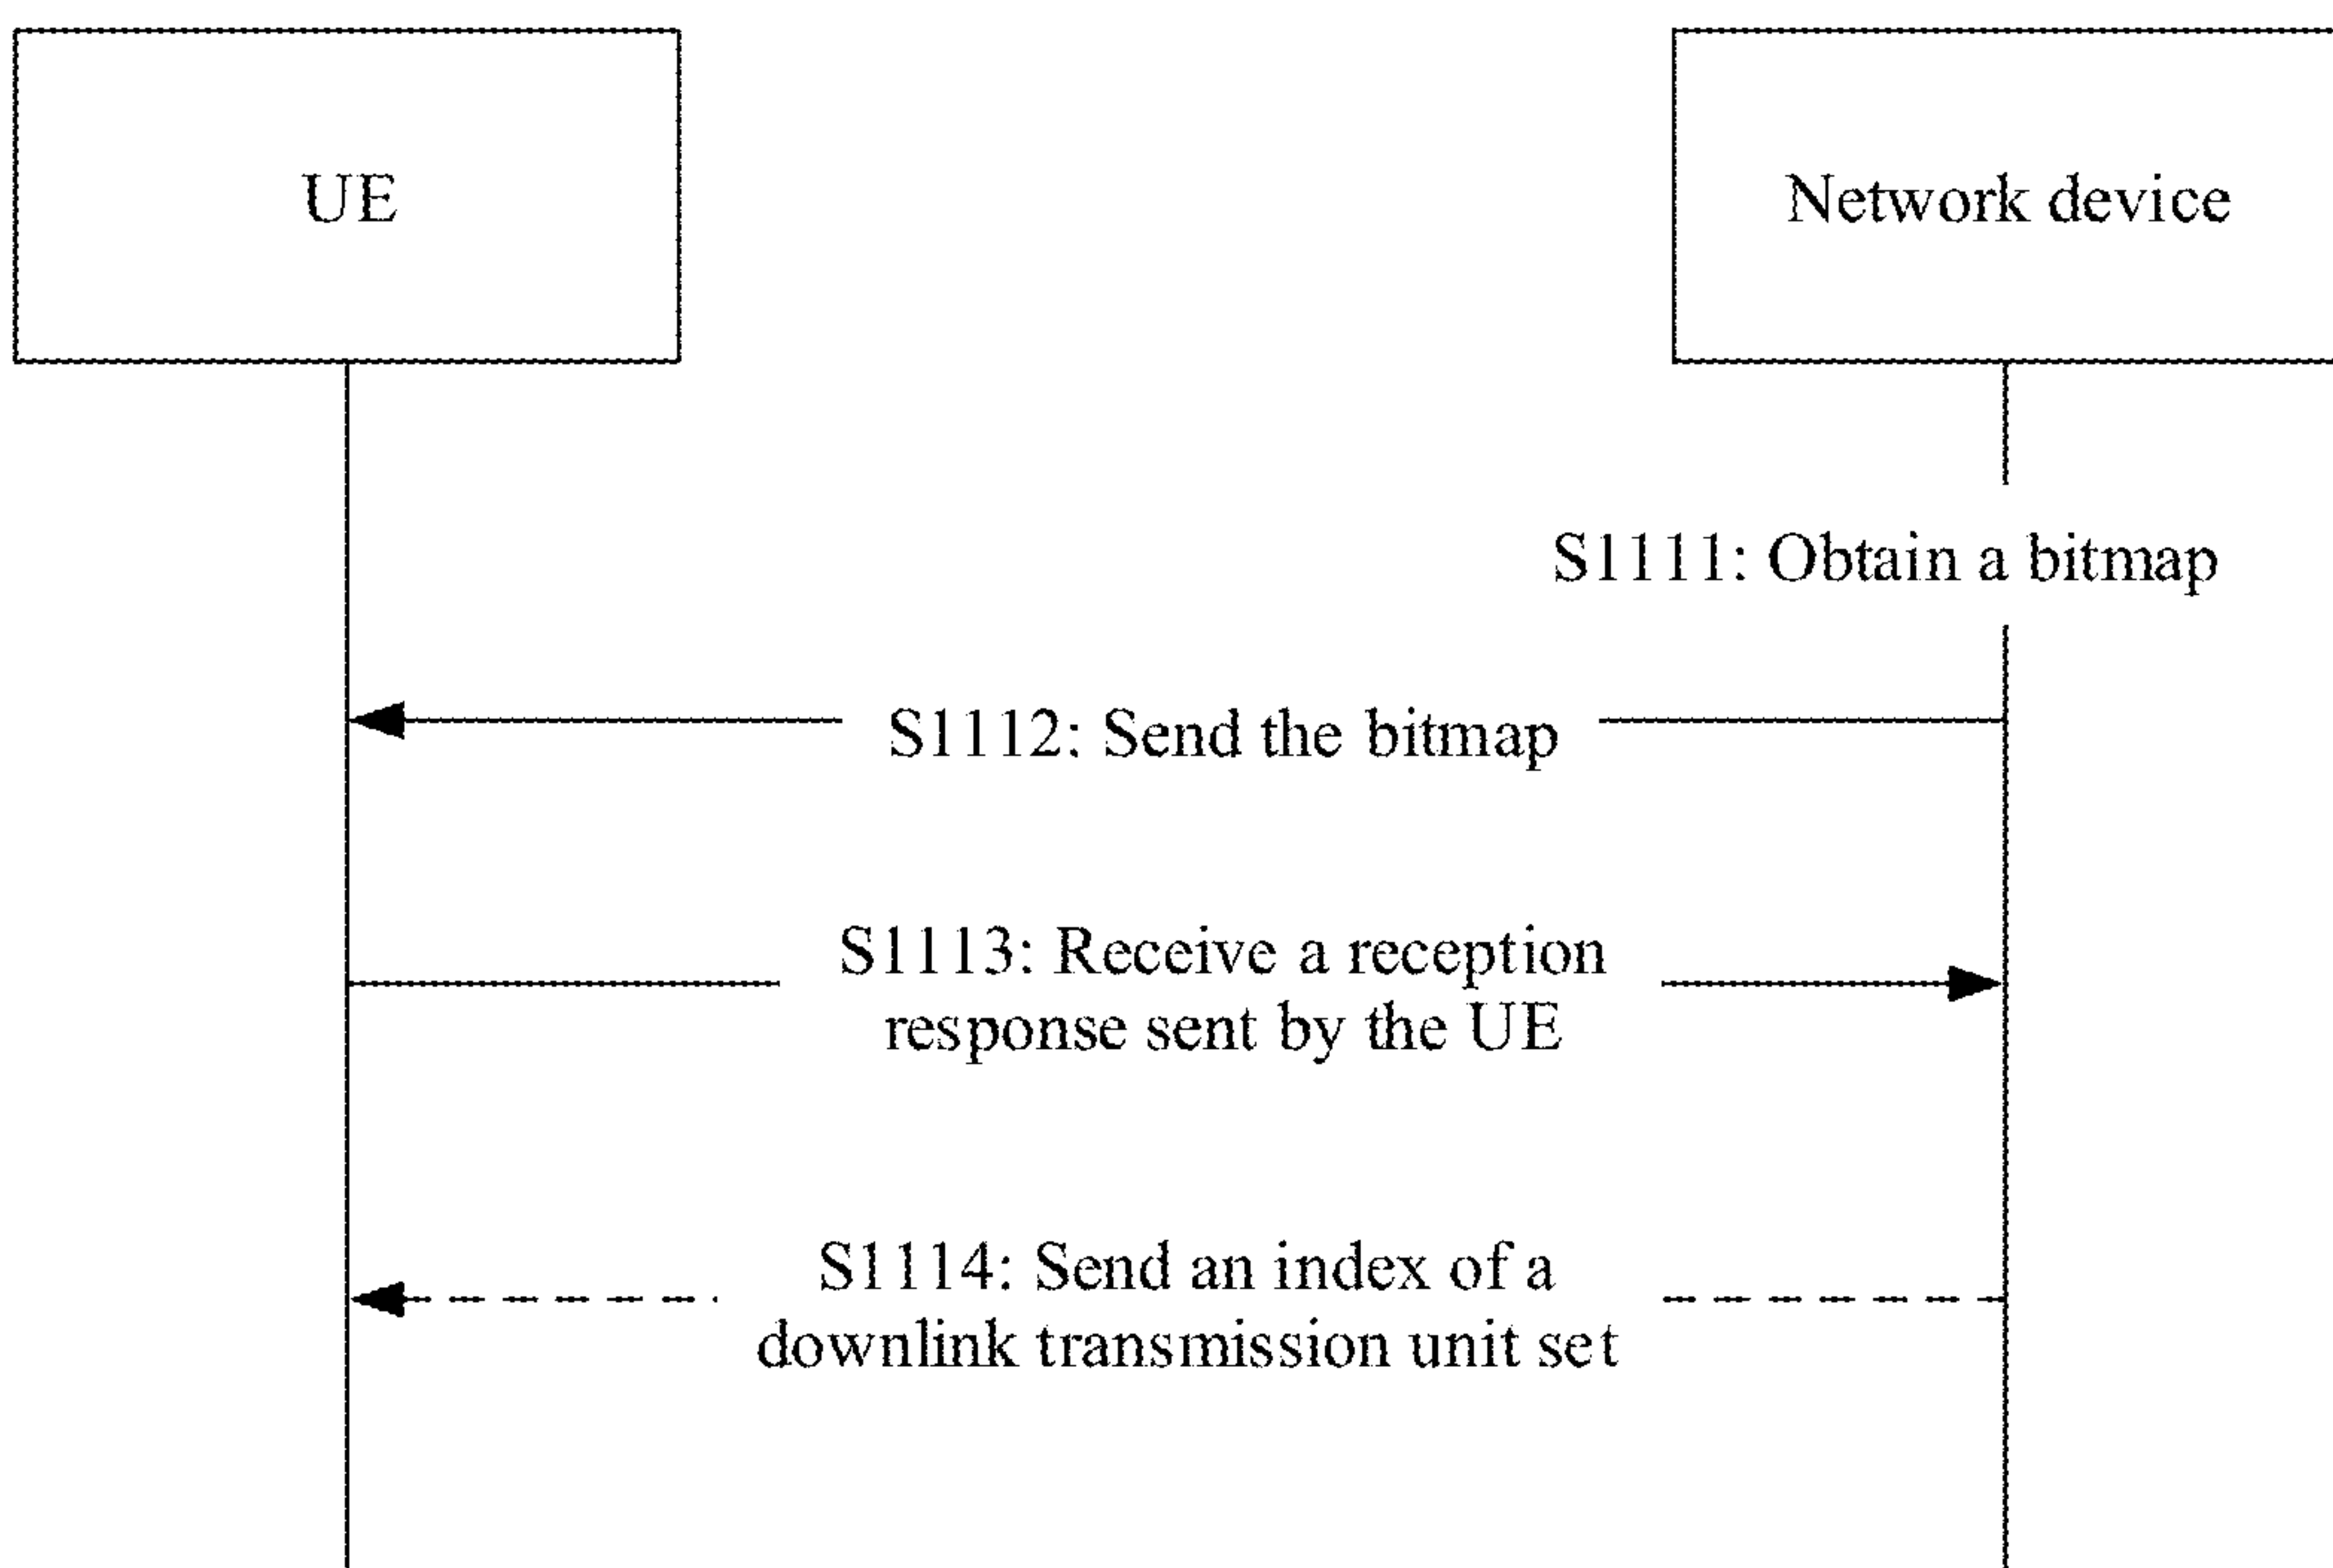 UE
Network device
S1111: Obtain a bitmap
S1112: Send the bitmap
S1113: Receive a reception
response sent by the UE
S1114: Send an index of a
downlink transmission unit set